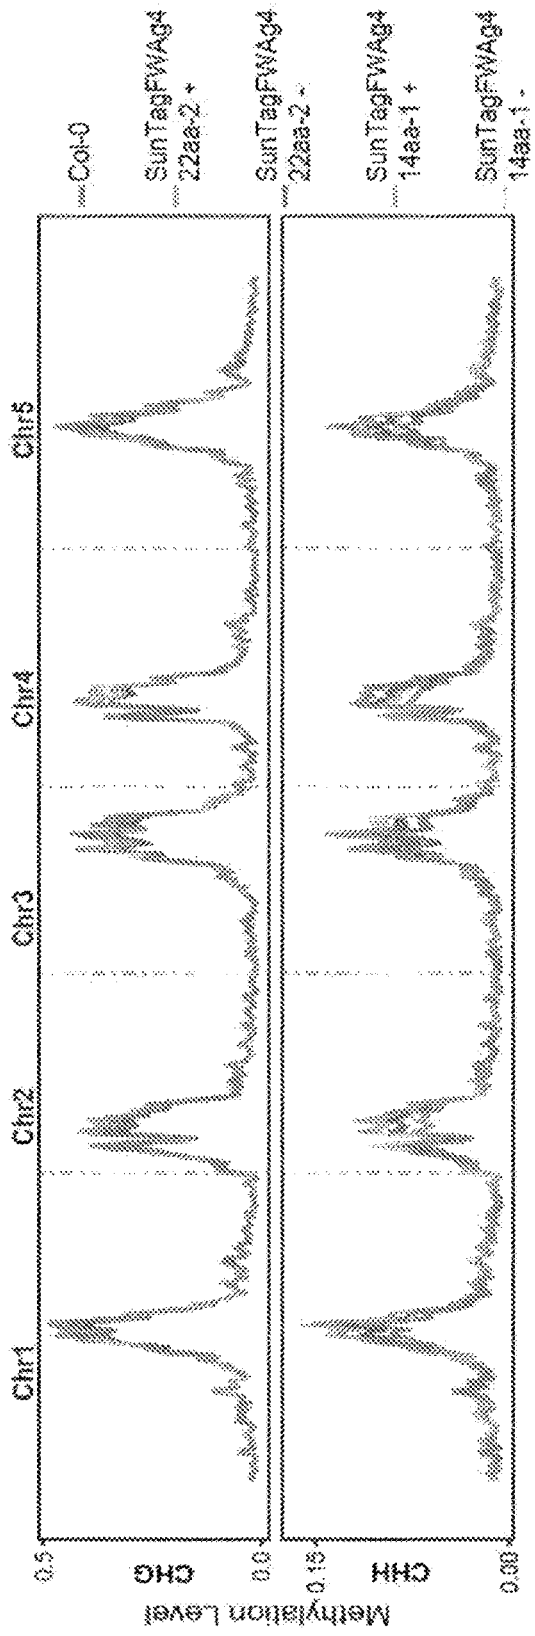 Chr1
Chr2
Chr3
Chr4
Chr5
Methylation Level
CHG
0.5
0.0
CHH
0.18
0.00
Col-0
SunTagFWAg4
22aa-2 +
SunTagFWAg4
22aa-2 -
SunTagFWAg4
14aa-1 +
SunTagFWAg4
14aa-1 -